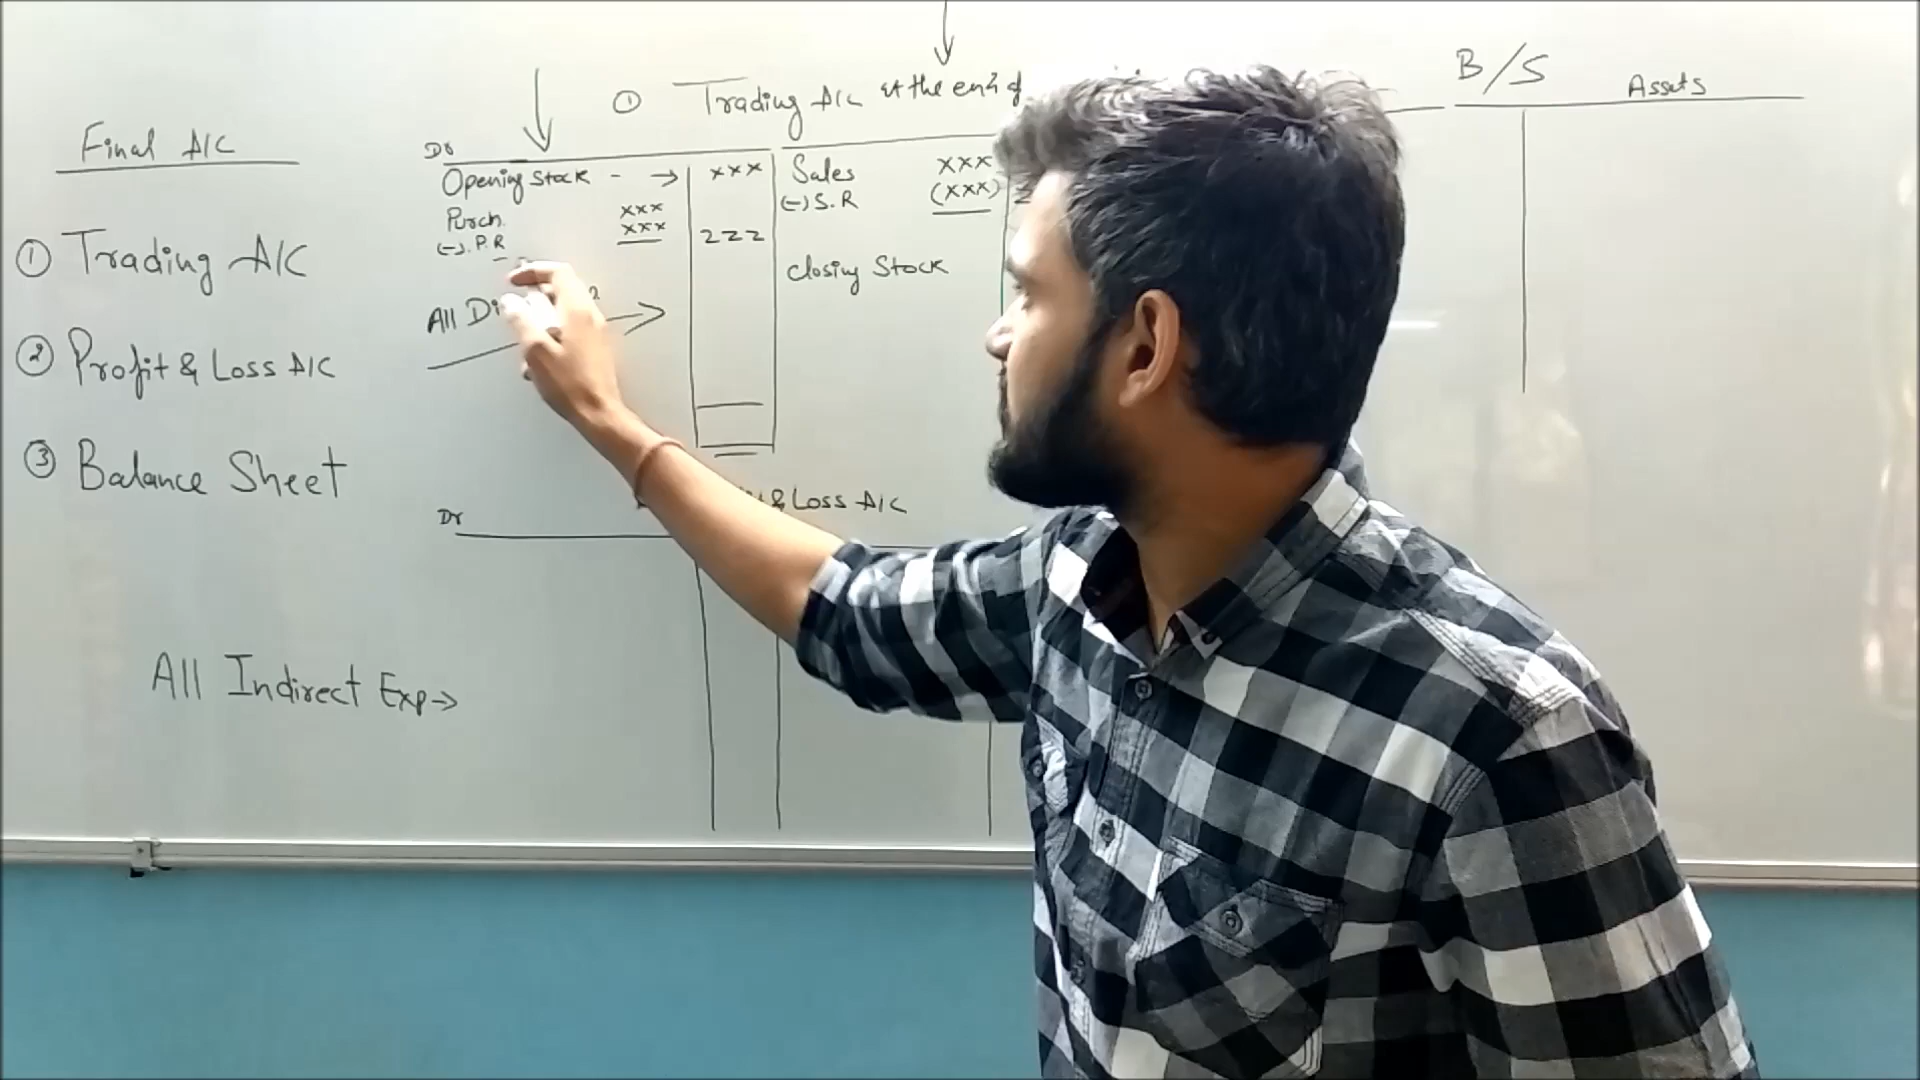 Final A/C
① Trading A/C
② Profit & Loss A/C
③ Balance Sheet
All Indirect Exp→
① Trading A/C at the end of
Dr
Opening Stock - → xxx
Purch. xxx
(-). P.R xxx zzz
All
Sales xxx
(-) S.R (xxx)
Closing Stock
Dr
& Loss A/C
B/S
Assets